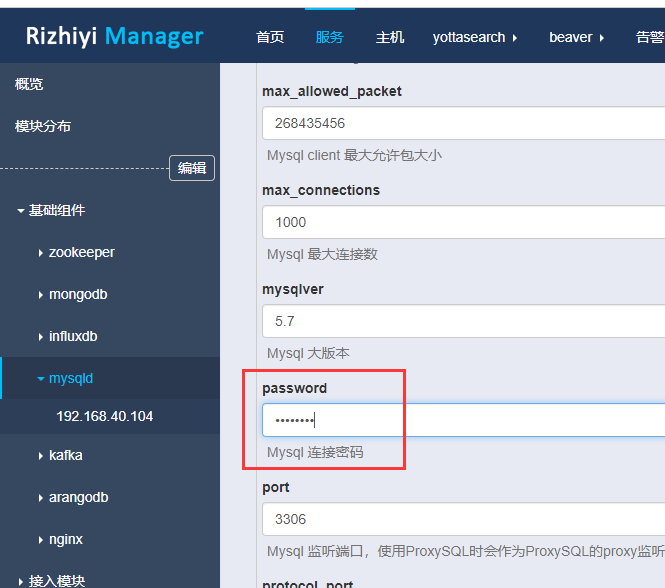 Rizhiyi Manager
首页 服务 主机 yottasearch beaver 告警
概览
模块分布
编辑
基础组件
zookeeper
mongodb
influxdb
mysqld
192.168.40.104
kafka
arangodb
nginx
接入模块
max_allowed_packet
268435456
Mysql client 最大允许包大小
max_connections
1000
Mysql 最大连接数
mysqlver
5.7
Mysql 大版本
password
••••••••
Mysql 连接密码
port
3306
Mysql 监听端口，使用ProxySQL时会作为ProxySQL的proxy监听
protocol_port